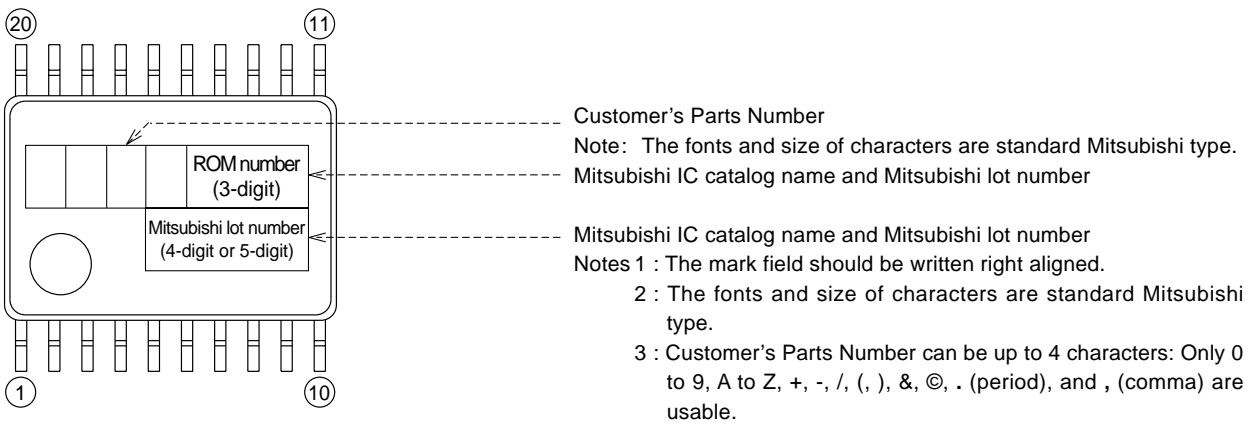 20
11
Customer's Parts Number
Note: The fonts and size of characters are standard Mitsubishi type.
ROM number
(3-digit)
Mitsubishi IC catalog name and Mitsubishi lot number
Mitsubishi lot number
(4-digit or 5-digit)
Mitsubishi IC catalog name and Mitsubishi lot number
Notes 1 : The mark field should be written right aligned.
2 : The fonts and size of characters are standard Mitsubishi
type.
3 : Customer's Parts Number can be up to 4 characters: Only 0
to 9, A to Z, +, -, /, (, ), &, ©, . (period), and , (comma) are
usable.
1
10